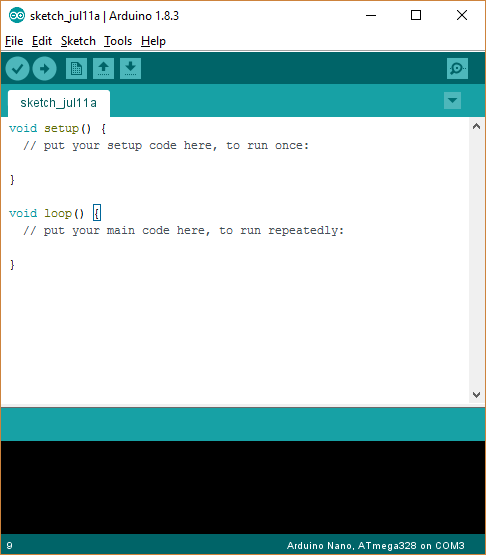 sketch_jul11a | Arduino 1.8.3
File Edit Sketch Tools Help
sketch_jul11a
void setup() {
  // put your setup code here, to run once:
}
void loop() {
  // put your main code here, to run repeatedly:
}
9 Arduino Nano, ATmega328 on COM3